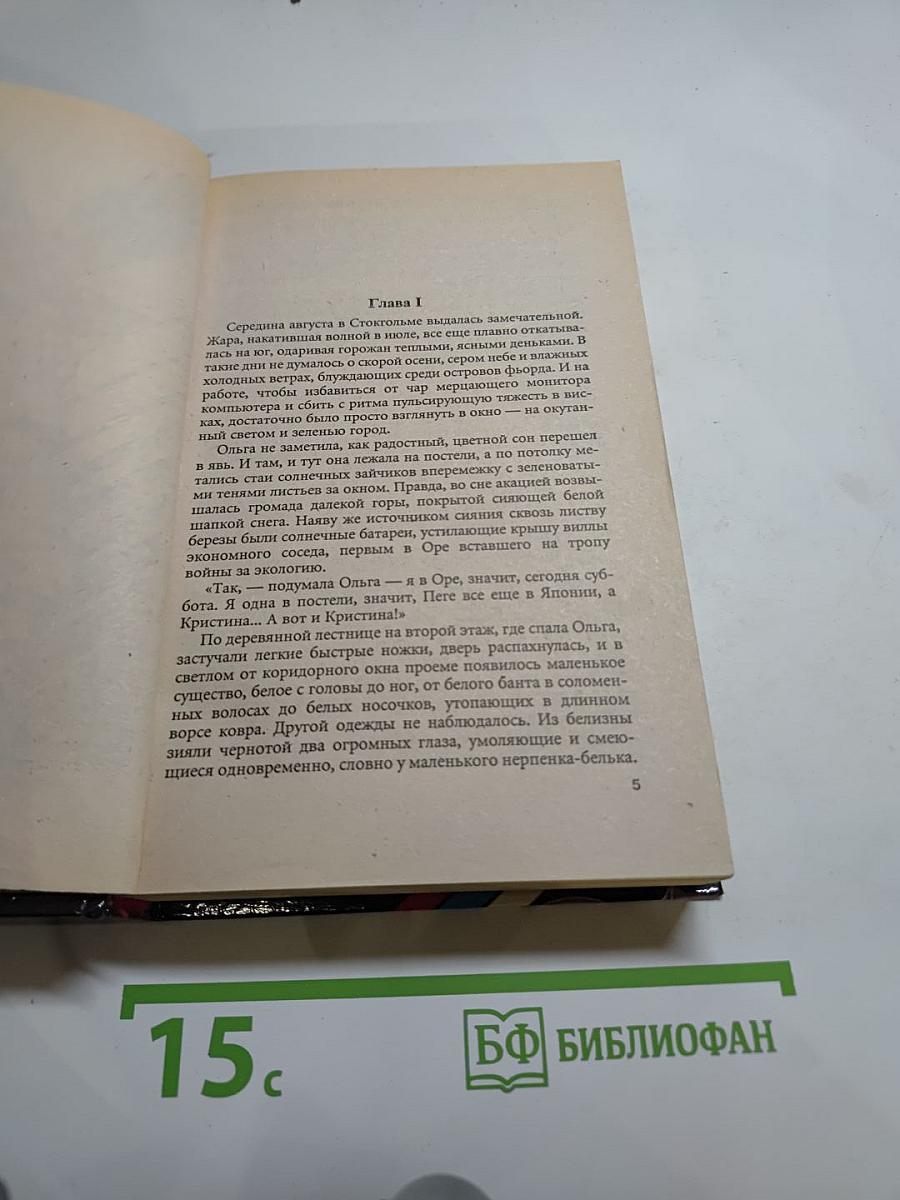 Глава I
Середина августа в Стокгольме выдалась замечательной.
Жара, накатившая волной в июле, все еще плавно откатыва-
лась на юг, одаривая горожан теплыми, ясными деньками. В
такие дни не думалось о скорой осени, сером небе и влажных
холодных ветрах, блуждающих среди островов фьорда. И на
работе, чтобы избавиться от чар мерцающего монитора
компьютера и сбить с ритма пульсирующую тяжесть в вис-
ках, достаточно было просто взглянуть в окно — на окутан-
ный светом и зеленью город.
Ольга не заметила, как радостный, цветной сон перешел
в явь. И там, и тут она лежала на постели, а по потолку ме-
тались стаи солнечных зайчиков вперемежку с зеленоваты-
ми тенями листьев за окном. Правда, во сне акацией возвы-
шалась громада далекой горы, покрытой сияющей белой
шапкой снега. Наяву же источником сияния сквозь листву
березы были солнечные батареи, устилающие крышу виллы
экономного соседа, первым в Оре вставшего на тропу
войны за экологию.
«Так, — подумала Ольга — я в Оре, значит, сегодня суб-
бота. Я одна в постели, значит, Пеге все еще в Японии, а
Кристина... А вот и Кристина!»
По деревянной лестнице на второй этаж, где спала Ольга,
застучали легкие быстрые ножки, дверь распахнулась, и в
светлом от коридорного окна проеме появилось маленькое
существо, белое с головы до ног, от белого банта в соломен-
ных волосах до белых носочков, утопающих в длинном
ворсе ковра. Другой одежды не наблюдалось. Из белизны
зияли чернотой два огромных глаза, умоляющие и смею-
щиеся одновременно, словно у маленького нерпенка-белька.
5
15 с
БФ БИБЛИОФАН